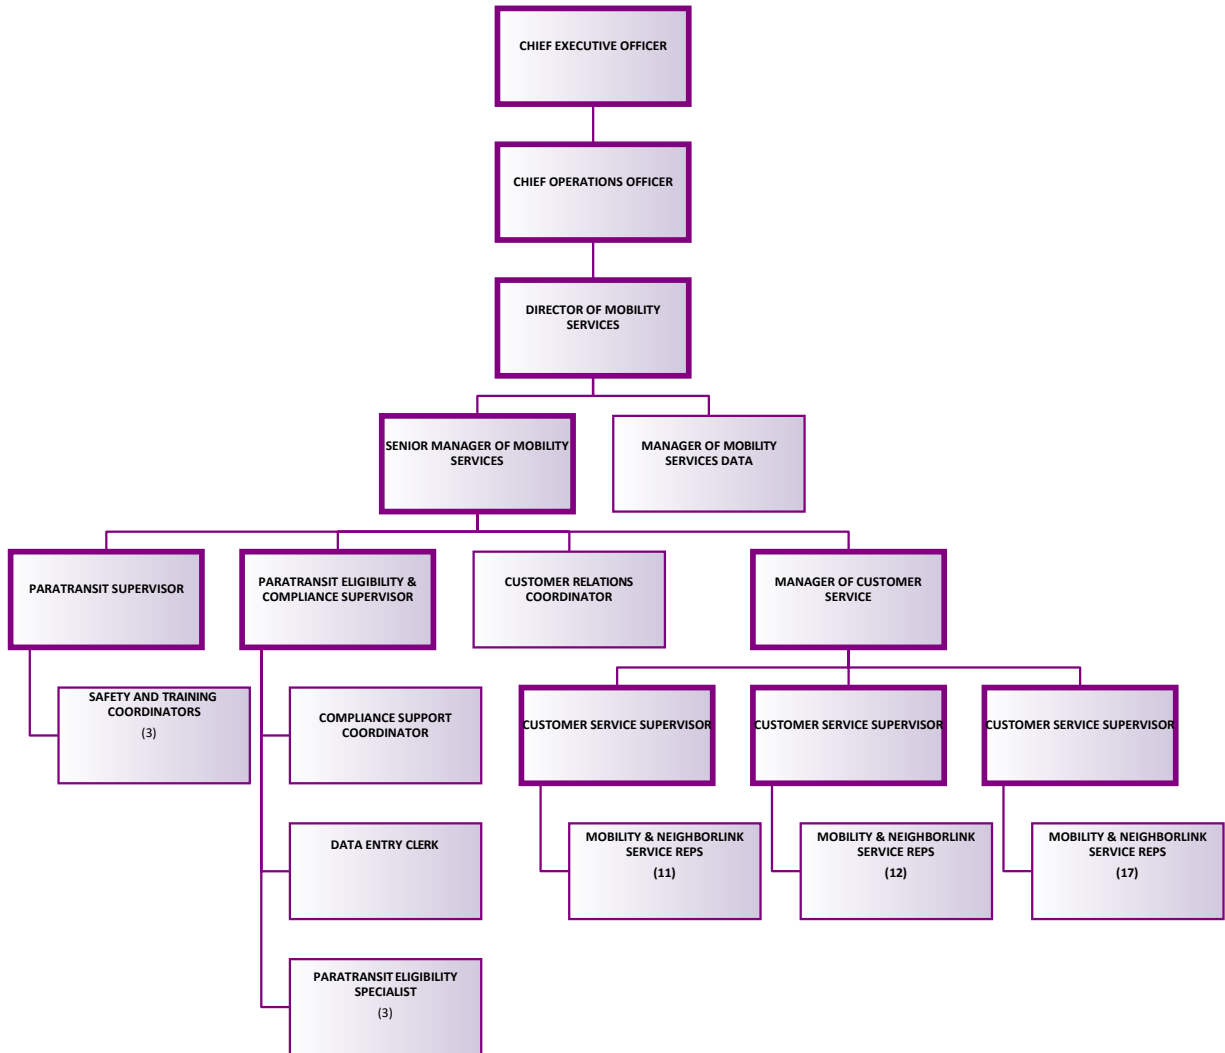 CHIEF EXECUTIVE OFFICER
CHIEF OPERATIONS OFFICER
DIRECTOR OF MOBILITY
SERVICES
SENIOR MANAGER OF MOBILITY
SERVICES
MANAGER OF MOBILITY
SERVICES DATA
PARATRANSIT SUPERVISOR
PARATRANSIT ELIGIBILITY &
COMPLIANCE SUPERVISOR
CUSTOMER RELATIONS
COORDINATOR
MANAGER OF CUSTOMER
SERVICE
SAFETY AND TRAINING
COORDINATORS
(3)
COMPLIANCE SUPPORT
COORDINATOR
CUSTOMER SERVICE SUPERVISOR
CUSTOMER SERVICE SUPERVISOR
CUSTOMER SERVICE SUPERVISOR
DATA ENTRY CLERK
MOBILITY & NEIGHBORLINK
SERVICE REPS
(11)
MOBILITY & NEIGHBORLINK
SERVICE REPS
(12)
MOBILITY & NEIGHBORLINK
SERVICE REPS
(17)
PARATRANSIT ELIGIBILITY
SPECIALIST
(3)